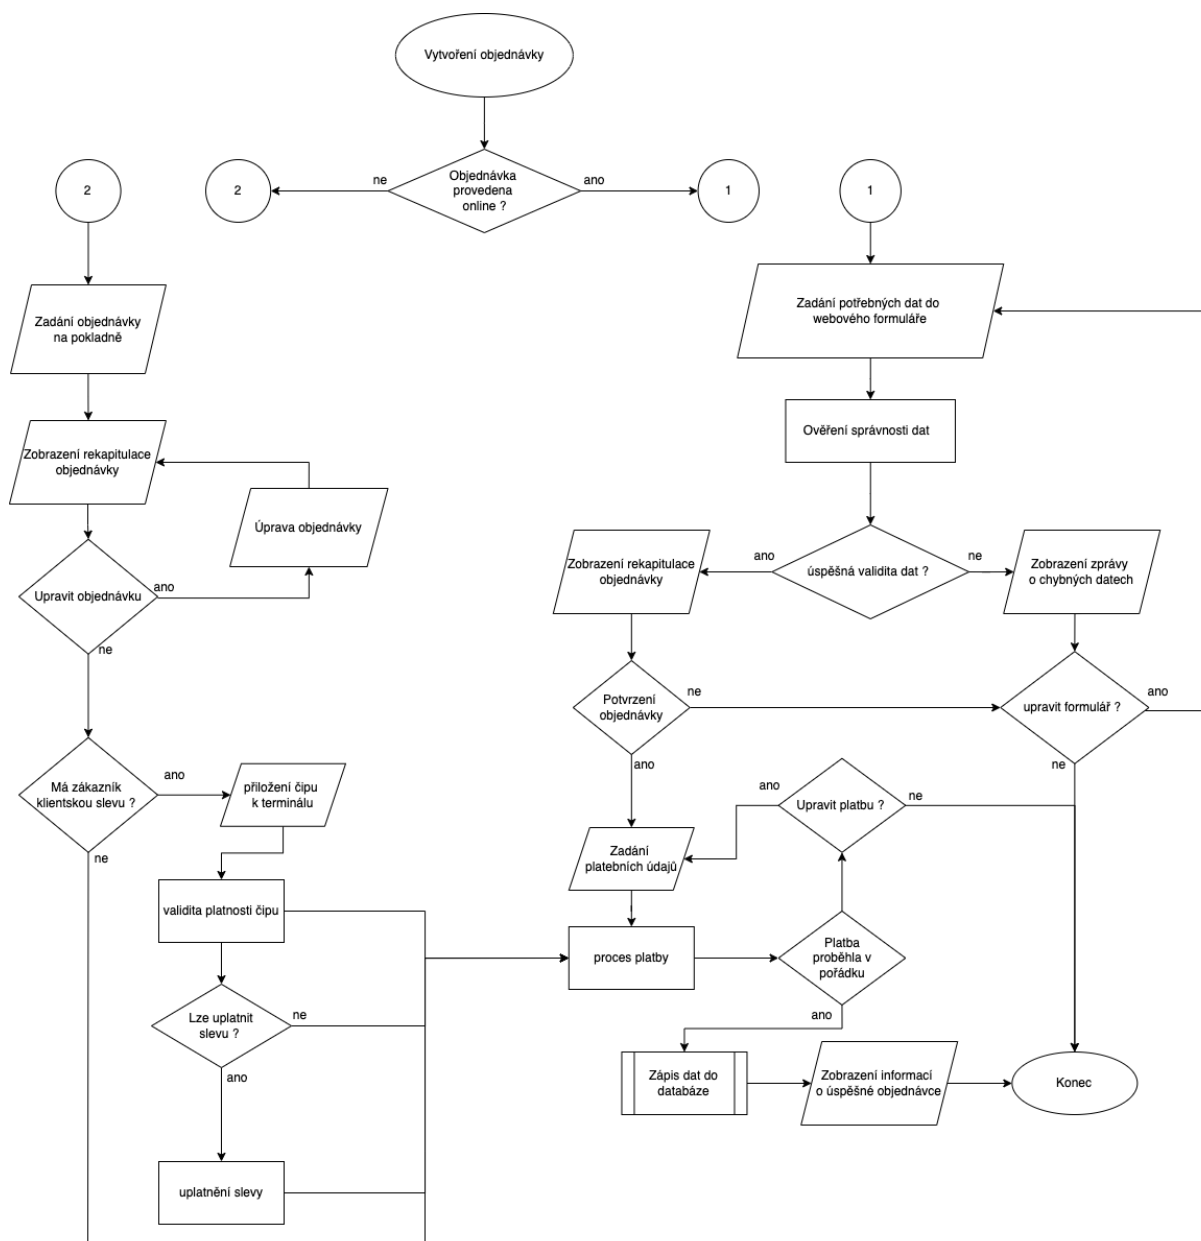 Vytvoření objednávky
2
2
ne
Objednávka
provedena
online ?
ano
1
1
Zadání objednávky
na pokladně
Zadání potřebných dat do
webového formuláře
Zobrazení rekapitulace
objednávky
Ověření správnosti dat
Úprava objednávky
Upravit objednávku
ano
ne
Zobrazení rekapitulace
objednávky
ano
úspěšná validita dat ?
ne
Zobrazení zprávy
o chybných datech
Potvrzení
objednávky
ne
ano
upravit formulář ?
ano
ne
Má zákazník
klientskou slevu ?
ano
ne
přiložení čipu
k terminálu
ano
Upravit platbu ?
ne
Zadání
platebních údajů
validita platnosti čipu
proces platby
Platba
proběhla v
pořádku
ano
Lze uplatnit
slevu ?
ne
ano
Zápis dat do
databáze
Zobrazení informací
o úspěšné objednávce
Konec
uplatnění slevy